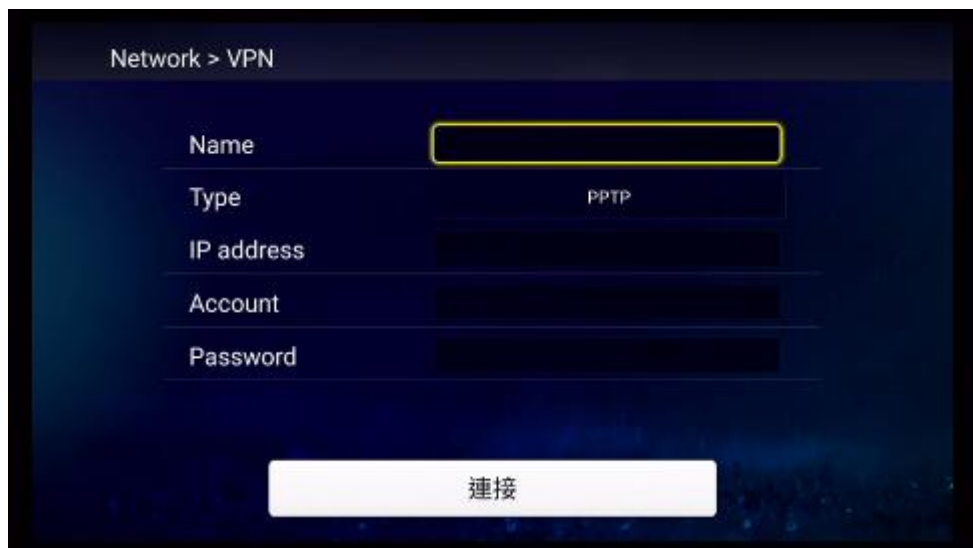 Network > VPN
Name
Type PPTP
IP address
Account
Password
連接